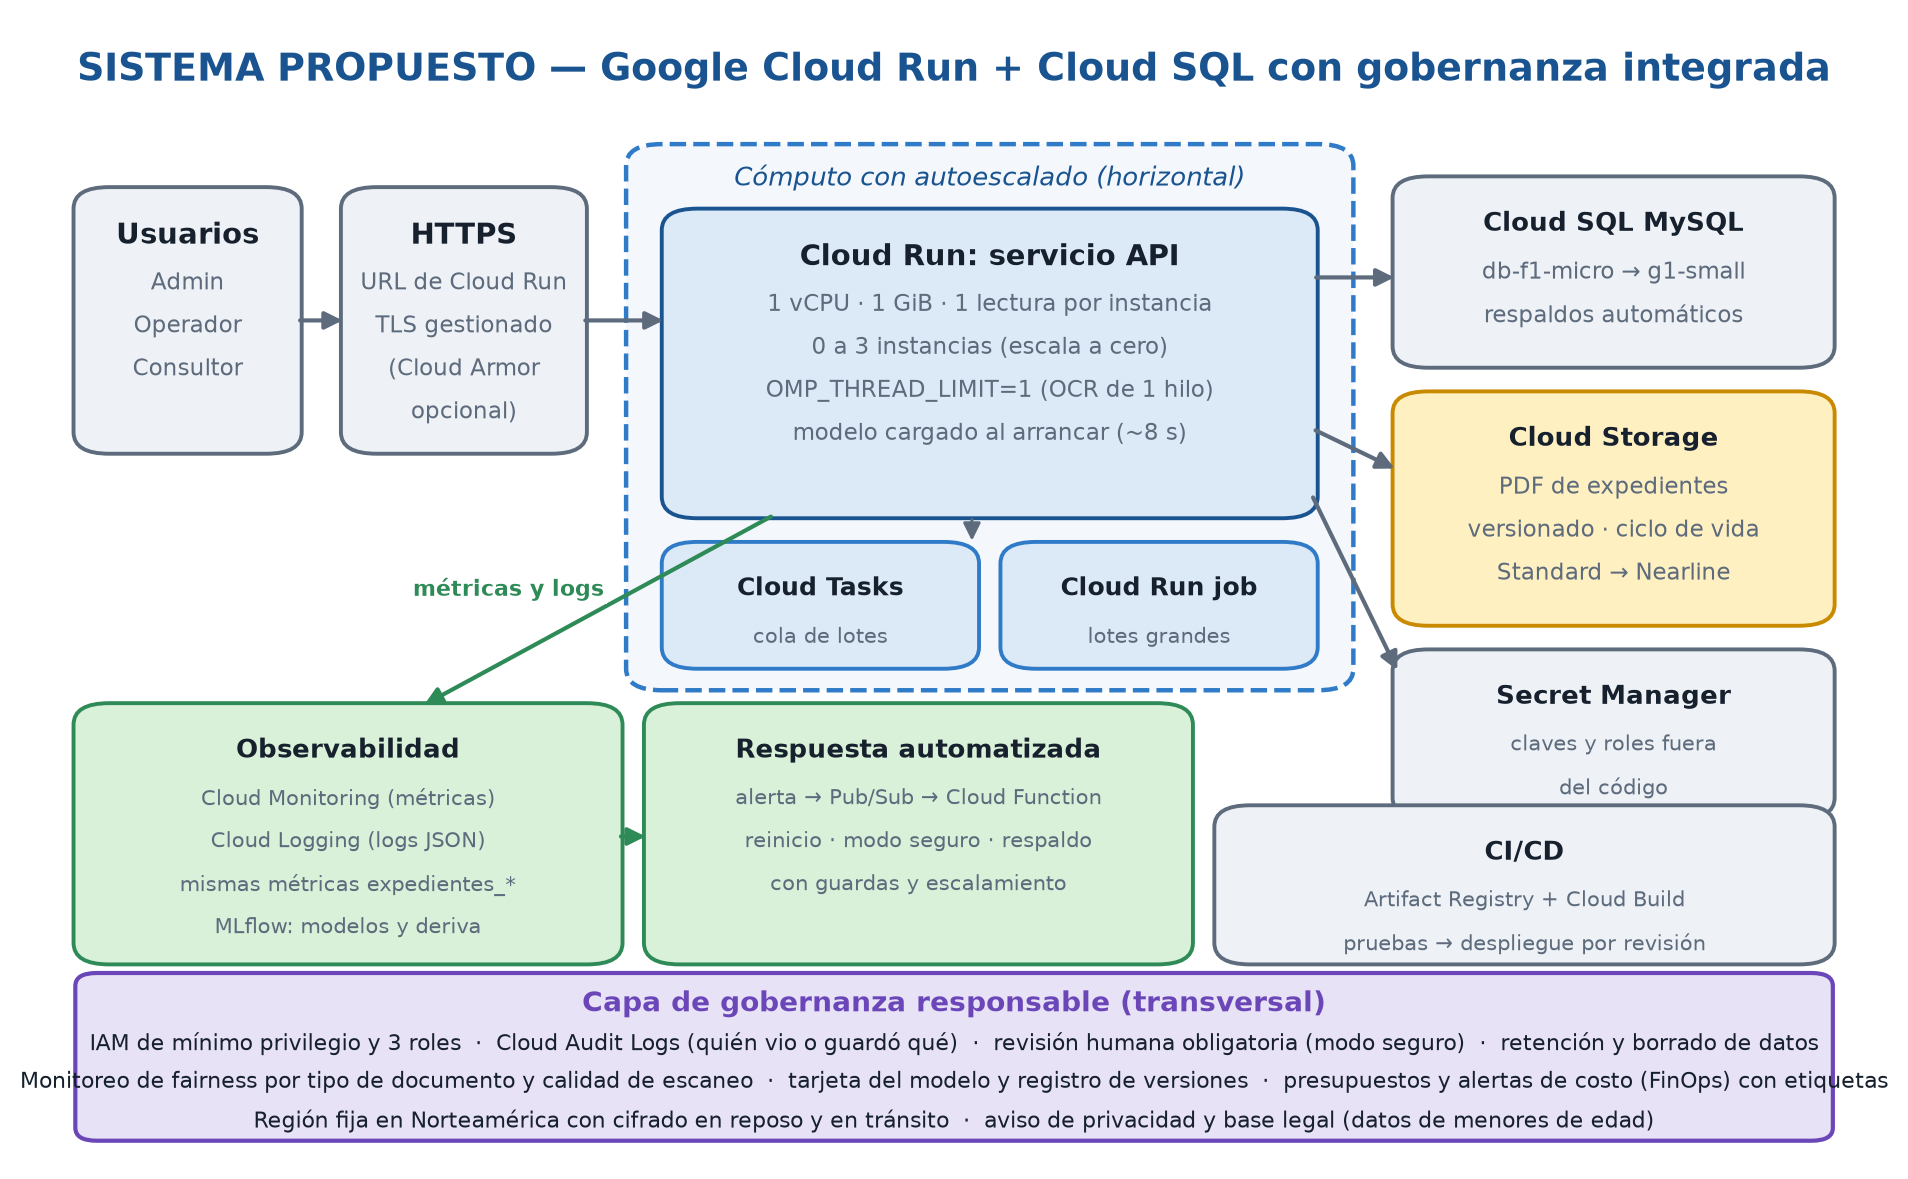 SISTEMA PROPUESTO — Google Cloud Run + Cloud SQL con gobernanza integrada
Usuarios
Admin
Operador
Consultor
HTTPS
URL de Cloud Run
TLS gestionado
(Cloud Armor
opcional)
Cómputo con autoescalado (horizontal)
Cloud Run: servicio API
1 vCPU · 1 GiB · 1 lectura por instancia
0 a 3 instancias (escala a cero)
OMP_THREAD_LIMIT=1 (OCR de 1 hilo)
modelo cargado al arrancar (~8 s)
Cloud Tasks
cola de lotes
Cloud Run job
lotes grandes
Cloud SQL MySQL
db-f1-micro → g1-small
respaldos automáticos
Cloud Storage
PDF de expedientes
versionado · ciclo de vida
Standard → Nearline
Secret Manager
claves y roles fuera
del código
métricas y logs
Observabilidad
Cloud Monitoring (métricas)
Cloud Logging (logs JSON)
mismas métricas expedientes_*
MLflow: modelos y deriva
Respuesta automatizada
alerta → Pub/Sub → Cloud Function
reinicio · modo seguro · respaldo
con guardas y escalamiento
CI/CD
Artifact Registry + Cloud Build
pruebas → despliegue por revisión
Capa de gobernanza responsable (transversal)
IAM de mínimo privilegio y 3 roles · Cloud Audit Logs (quién vio o guardó qué) · revisión humana obligatoria (modo seguro) · retención y borrado de datos
Monitoreo de fairness por tipo de documento y calidad de escaneo · tarjeta del modelo y registro de versiones · presupuestos y alertas de costo (FinOps) con etiquetas
Región fija en Norteamérica con cifrado en reposo y en tránsito · aviso de privacidad y base legal (datos de menores de edad)